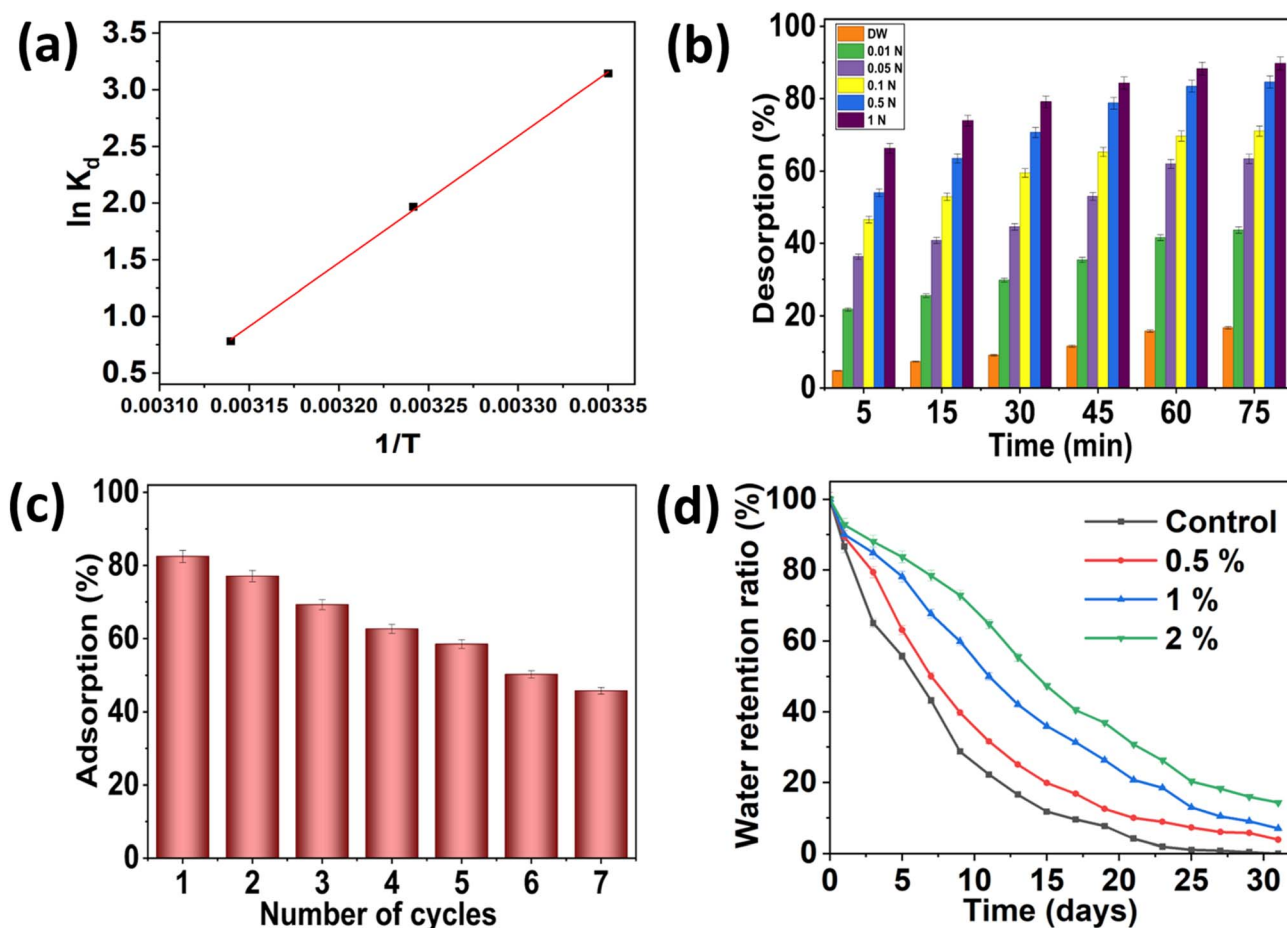 (a)
3.5
3.0
2.5
2.0
1.5
1.0
0.5
ln Kd
0.00310 0.00315 0.00320 0.00325 0.00330 0.00335
1/T
(b)
100
80
60
40
20
0
Desorption (%)
DW
0.01 N
0.05 N
0.1 N
0.5 N
1 N
5 15 30 45 60 75
Time (min)
(c)
100
80
60
40
20
0
Adsorption (%)
1 2 3 4 5 6 7
Number of cycles
(d)
100
80
60
40
20
0
Water retention ratio (%)
Control
0.5 %
1 %
2 %
0 5 10 15 20 25 30
Time (days)